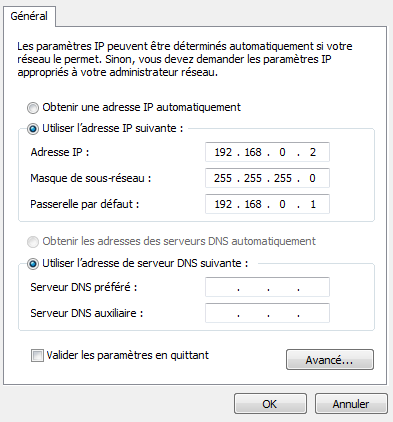 Général
Les paramètres IP peuvent être déterminés automatiquement si votre
réseau le permet. Sinon, vous devez demander les paramètres IP
appropriés à votre administrateur réseau.
Obtenir une adresse IP automatiquement
Utiliser l'adresse IP suivante :
Adresse IP : 192 . 168 . 0 . 2
Masque de sous-réseau : 255 . 255 . 255 . 0
Passerelle par défaut : 192 . 168 . 0 . 1
Obtenir les adresses des serveurs DNS automatiquement
Utiliser l'adresse de serveur DNS suivante :
Serveur DNS préféré : . . .
Serveur DNS auxiliaire : . . .
Valider les paramètres en quittant
Avancé...
OK Annuler